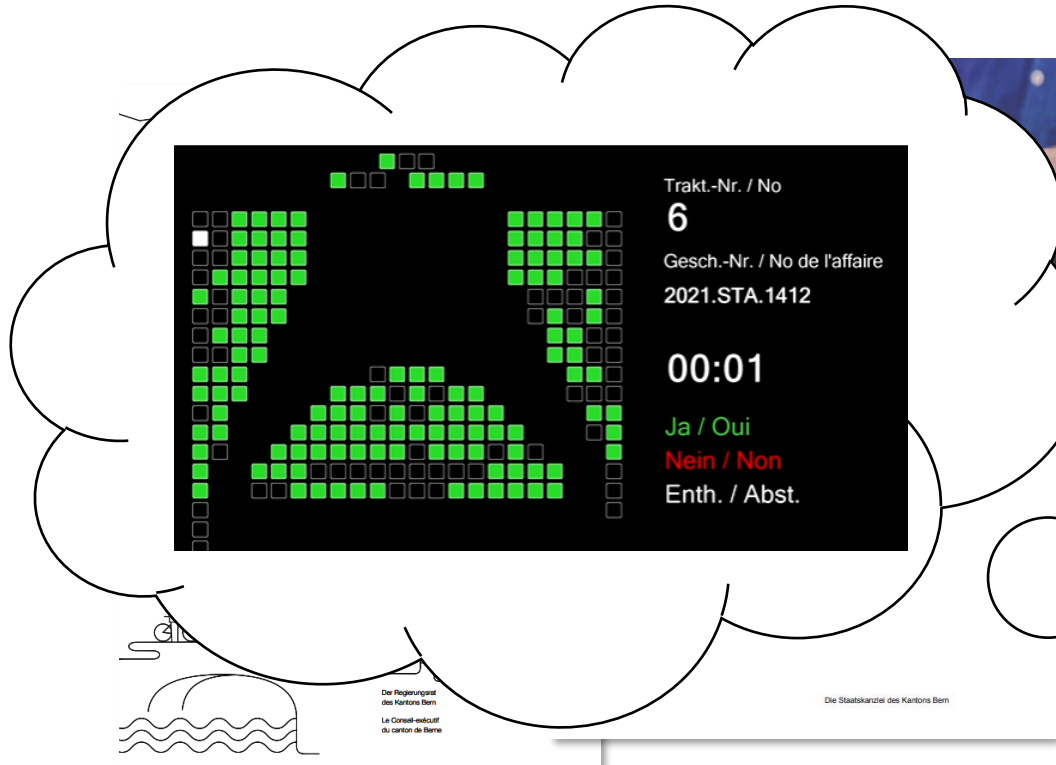 Trakt.-Nr. / No
6
Gesch.-Nr. / No de l'affaire
2021.STA.1412
00:01
Ja / Oui
Nein / Non
Enth. / Abst.
Der Regierungsrat
des Kantons Bern
Le Conseil-exécutif
du canton de Berne
Die Staatskanzlei des Kantons Bern